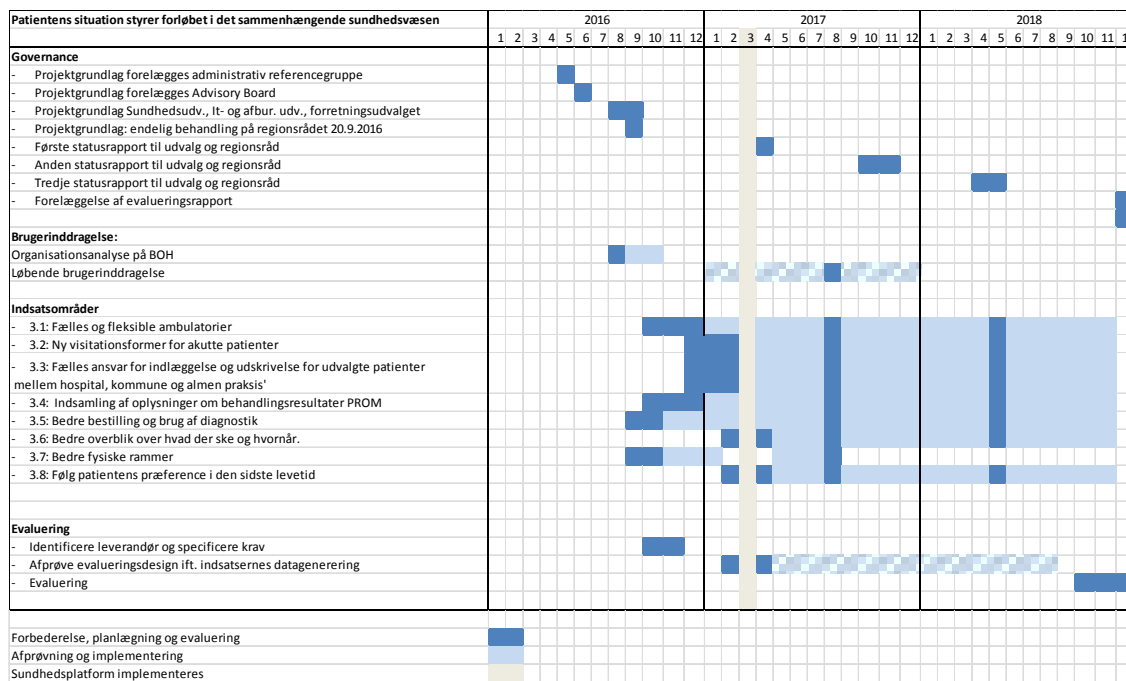 Patientens situation styrer forløbet i det sammenhængende sundhedsvæsen 2016 2017 2018
1 2 3 4 5 6 7 8 9 10 11 12 1 2 3 4 5 6 7 8 9 10 11 12 1 2 3 4 5 6 7 8 9 10 11 1
Governance
- Projektgrundlag forelægges administrativ referencegruppe
- Projektgrundlag forelægges Advisory Board
- Projektgrundlag Sundhedsudv., It- og afbur. udv., forretningsudvalget
- Projektgrundlag: endelig behandling på regionsrådet 20.9.2016
- Første statusrapport til udvalg og regionsråd
- Anden statusrapport til udvalg og regionsråd
- Tredje statusrapport til udvalg og regionsråd
- Forelæggelse af evalueringsrapport
Brugerinddragelse:
Organisationsanalyse på BOH
Løbende brugerinddragelse
Indsatsområder
- 3.1: Fælles og fleksible ambulatorier
- 3.2: Ny visitationsformer for akutte patienter
- 3.3: Fælles ansvar for indlæggelse og udskrivelse for udvalgte patienter
mellem hospital, kommune og almen praksis'
- 3.4: Indsamling af oplysninger om behandlingsresultater PROM
- 3.5: Bedre bestilling og brug af diagnostik
- 3.6: Bedre overblik over hvad der ske og hvornår.
- 3.7: Bedre fysiske rammer
- 3.8: Følg patientens præference i den sidste levetid
Evaluering
- Identificere leverandør og specificere krav
- Afprøve evalueringsdesign ift. indsatsernes datagenerering
- Evaluering
Forbederelse, planlægning og evaluering
Afprøvning og implementering
Sundhedsplatform implementeres